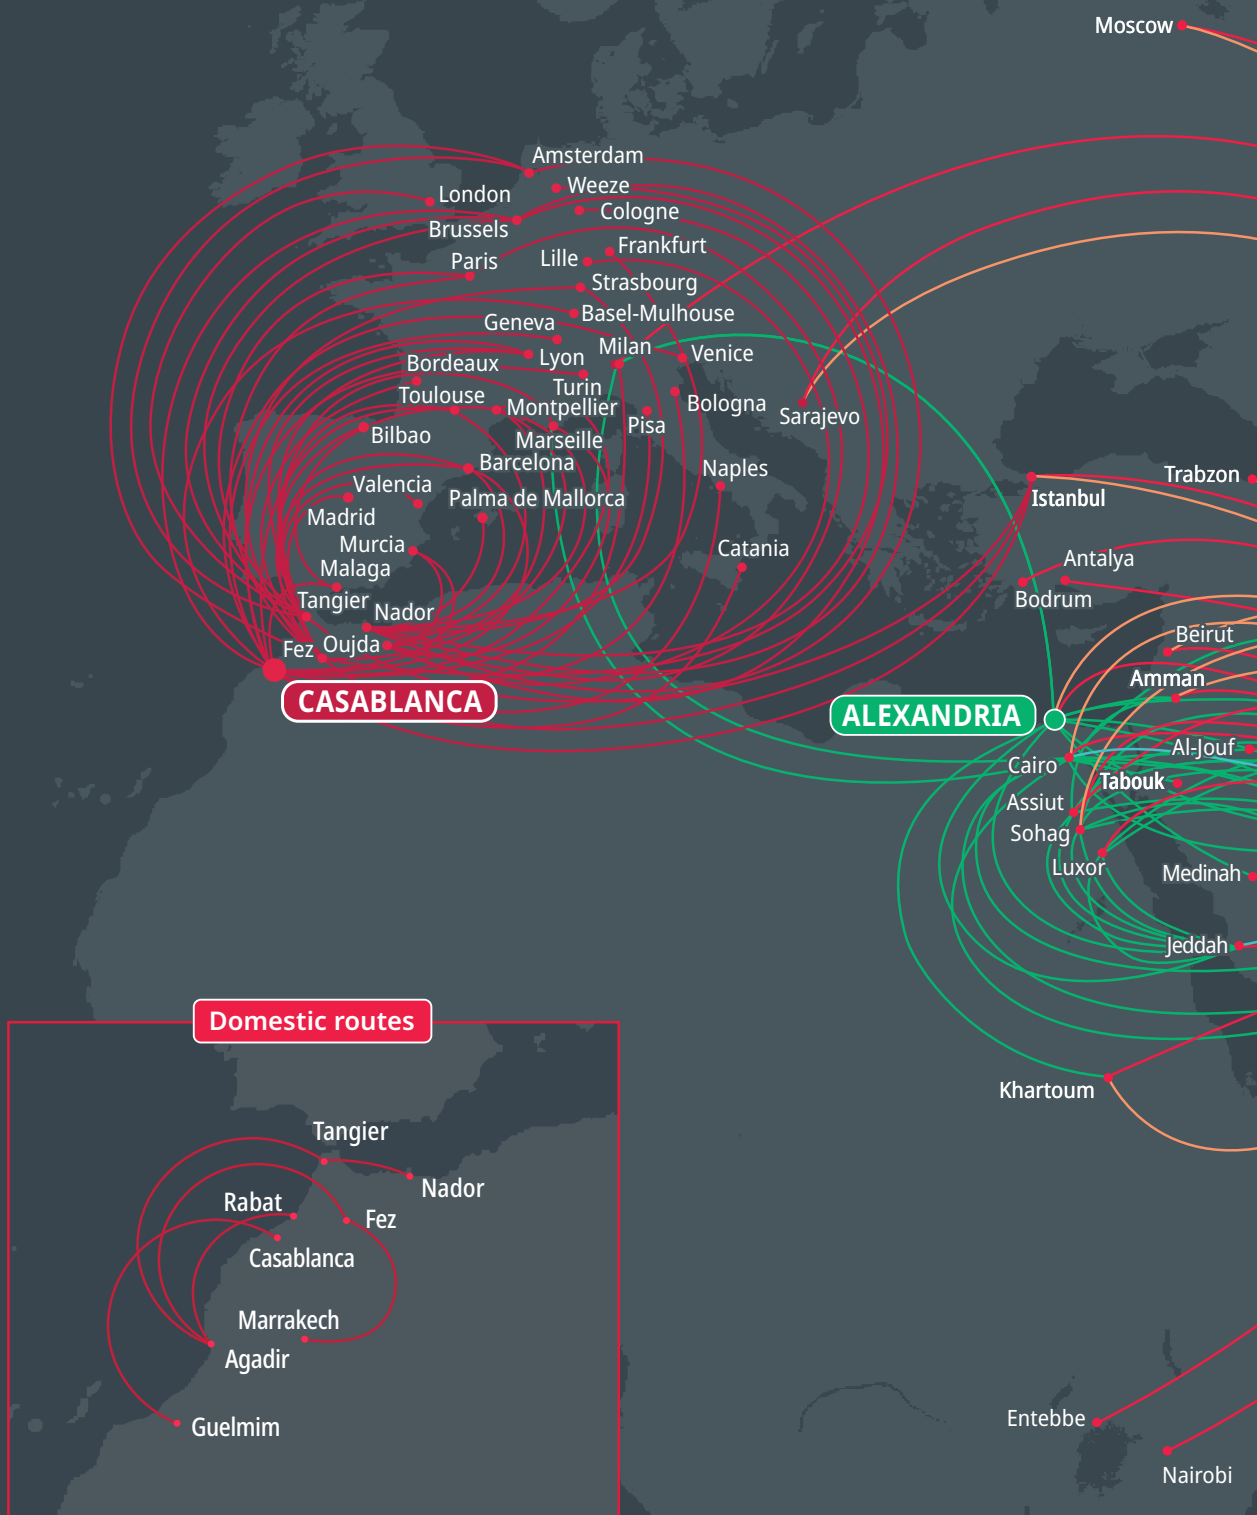 Moscow
Amsterdam
Weeze
London
Cologne
Brussels
Frankfurt
Lille
Paris
Strasbourg
Basel-Mulhouse
Geneva
Milan
Venice
Lyon
Bordeaux
Turin
Toulouse
Bologna
Montpellier
Sarajevo
Pisa
Bilbao
Marseille
Barcelona
Naples
Trabzon
Valencia
Palma de Mallorca
Istanbul
Madrid
Murcia
Catania
Antalya
Malaga
Bodrum
Tangier
Nador
Beirut
Oujda
Fez
Amman
CASABLANCA
ALEXANDRIA
Al-Jouf
Cairo
Tabouk
Assiut
Sohag
Luxor
Medinah
Jeddah
Domestic routes
Khartoum
Tangier
Nador
Rabat
Fez
Casablanca
Marrakech
Agadir
Guelmim
Entebbe
Nairobi